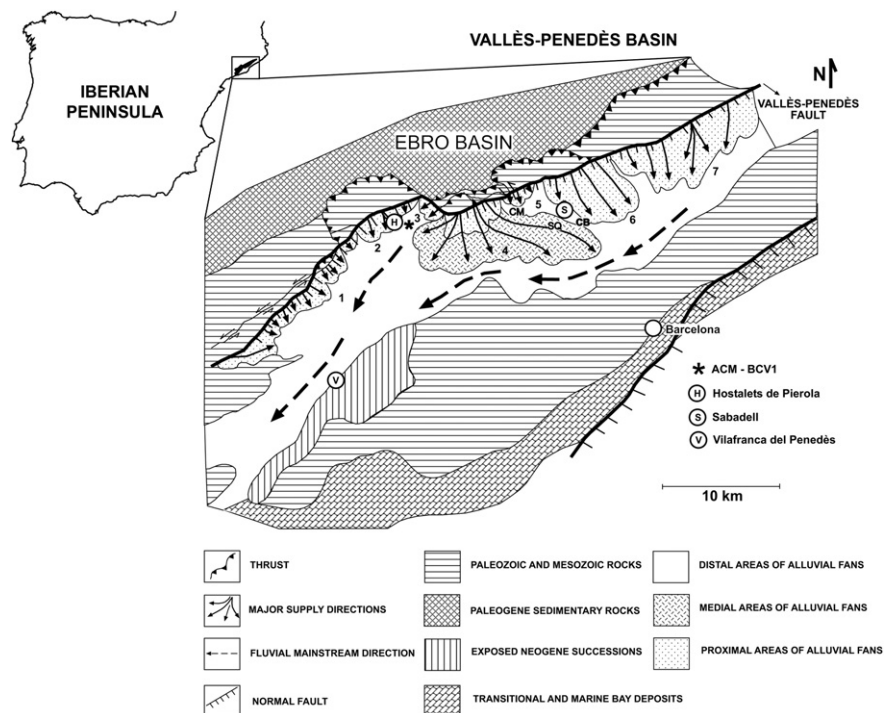 VALLÈS-PENEDÈS BASIN
IBERIAN
PENINSULA
N
VALLÈS-PENEDÈS
FAULT
EBRO BASIN
7
5
CM
S
3
H
*
SQ
CB
6
2
4
1
Barcelona
V
* ACM - BCV1
H Hostalets de Pierola
S Sabadell
V Vilafranca del Penedès
10 km
THRUST
PALEOZOIC AND MESOZOIC ROCKS
DISTAL AREAS OF ALLUVIAL FANS
MAJOR SUPPLY DIRECTIONS
PALEOGENE SEDIMENTARY ROCKS
MEDIAL AREAS OF ALLUVIAL FANS
FLUVIAL MAINSTREAM DIRECTION
EXPOSED NEOGENE SUCCESSIONS
PROXIMAL AREAS OF ALLUVIAL FANS
NORMAL FAULT
TRANSITIONAL AND MARINE BAY DEPOSITS